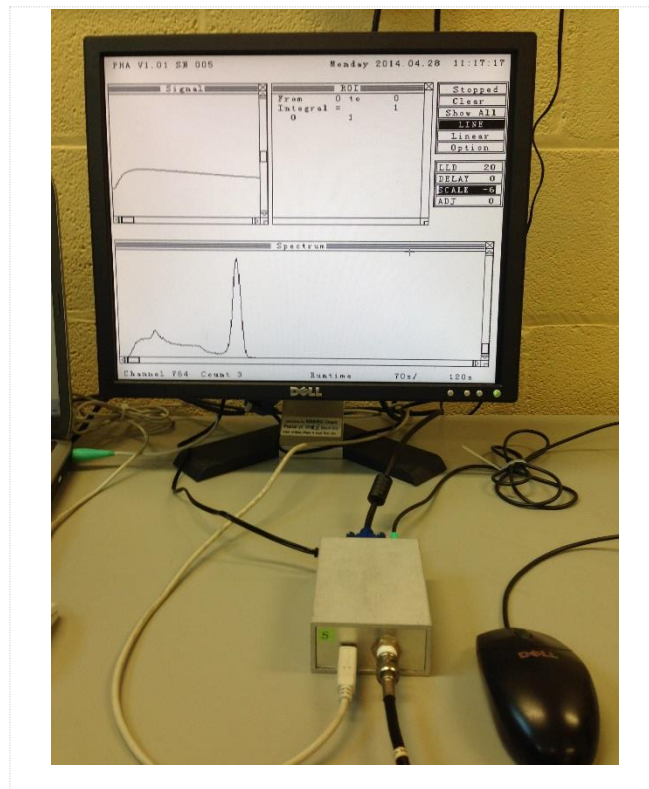 PHA V1.01 SN 005 Monday 2014.04.28 11:17:17
Signal
ROI
From 0 to 0
Integral = 1
0 1
Stopped
Clear
Show All
LINE
Linear
Option
LLD 20
DELAY 0
SCALE -6
ADJ 0
Spectrum
Channel 764 Count 3 Runtime 70s/ 120s
DELL
S
DELL